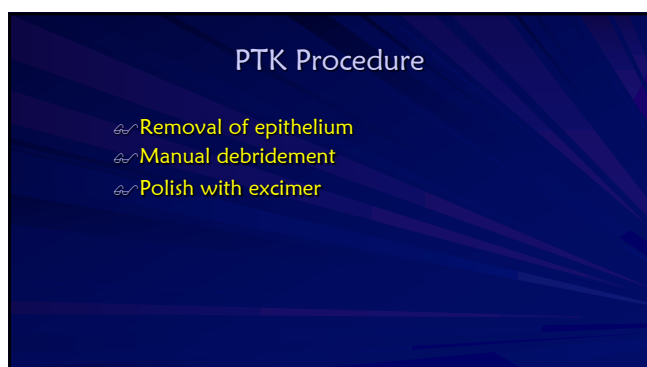 PTK Procedure
Removal of epithelium
Manual debridement
Polish with excimer